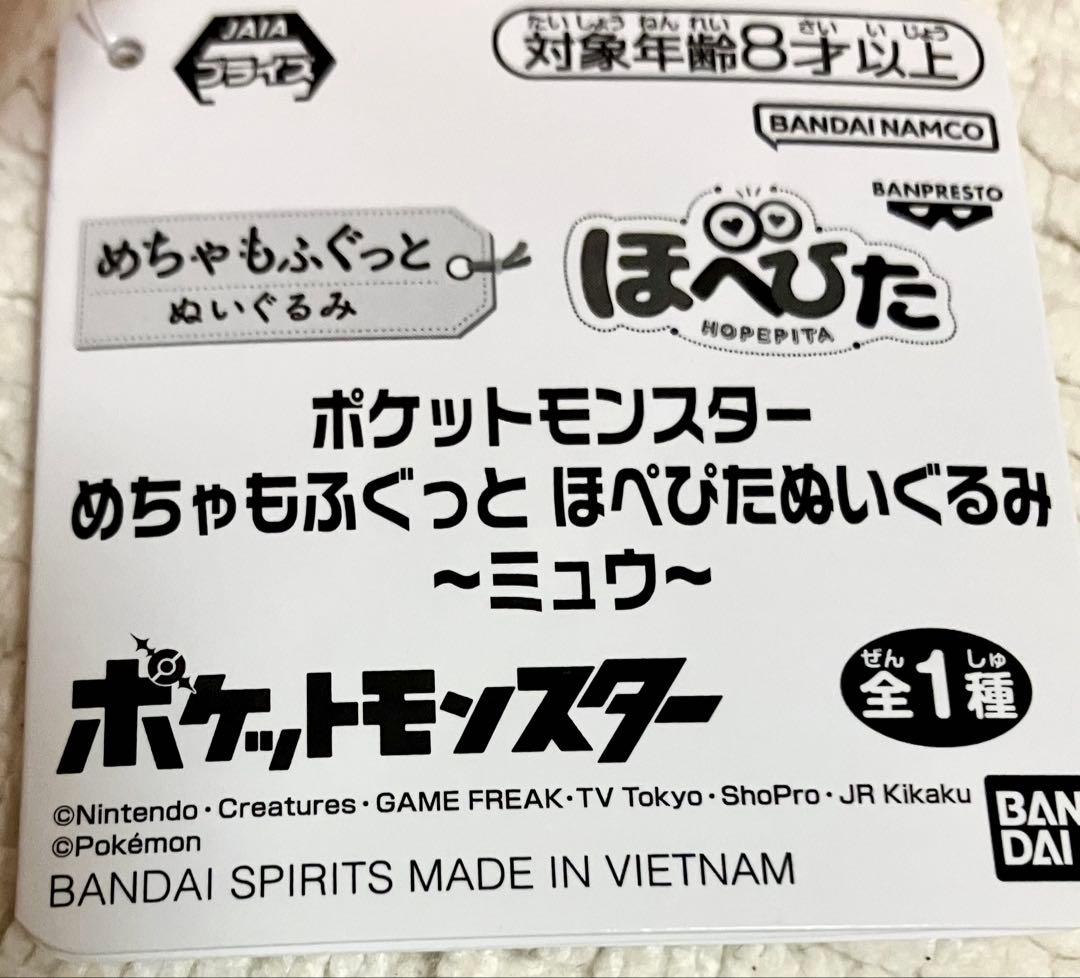 JAIA
プライズ
たいしょうねんれい さい いじょう
対象年齢8才以上
BANDAI NAMCO
BANPRESTO
めちゃもふぐっと
ぬいぐるみ
ほぺぴた
HOPEPITA
ポケットモンスター
めちゃもふぐっと ほぺぴたぬいぐるみ
～ミュウ～
ポケットモンスター
ぜん しゅ
全1種
©Nintendo・Creatures・GAME FREAK・TV Tokyo・ShoPro・JR Kikaku
©Pokémon
BANDAI SPIRITS MADE IN VIETNAM
BAN
DAI